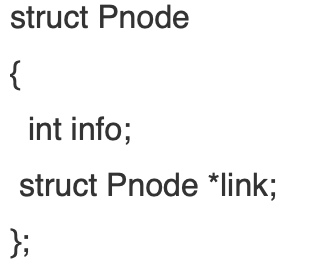 struct Pnode
{
int info;
struct Pnode *link;
};